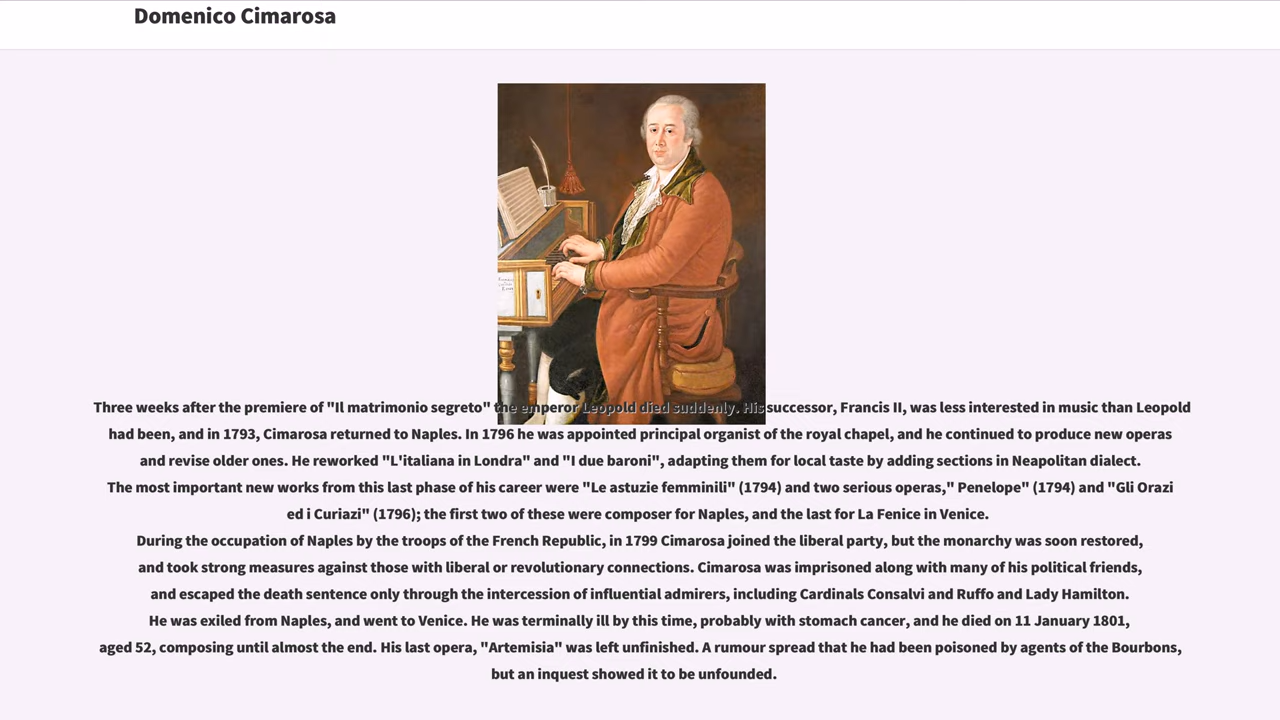 Domenico Cimarosa
Three weeks after the premiere of "Il matrimonio segreto" the emperor Leopold died suddenly. His successor, Francis II, was less interested in music than Leopold
had been, and in 1793, Cimarosa returned to Naples. In 1796 he was appointed principal organist of the royal chapel, and he continued to produce new operas
and revise older ones. He reworked "L'italiana in Londra" and "I due baroni", adapting them for local taste by adding sections in Neapolitan dialect.
The most important new works from this last phase of his career were "Le astuzie femminili" (1794) and two serious operas," Penelope" (1794) and "Gli Orazi
ed i Curiazi" (1796); the first two of these were composer for Naples, and the last for La Fenice in Venice.
During the occupation of Naples by the troops of the French Republic, in 1799 Cimarosa joined the liberal party, but the monarchy was soon restored,
and took strong measures against those with liberal or revolutionary connections. Cimarosa was imprisoned along with many of his political friends,
and escaped the death sentence only through the intercession of influential admirers, including Cardinals Consalvi and Ruffo and Lady Hamilton.
He was exiled from Naples, and went to Venice. He was terminally ill by this time, probably with stomach cancer, and he died on 11 January 1801,
aged 52, composing until almost the end. His last opera, "Artemisia" was left unfinished. A rumour spread that he had been poisoned by agents of the Bourbons,
but an inquest showed it to be unfounded.